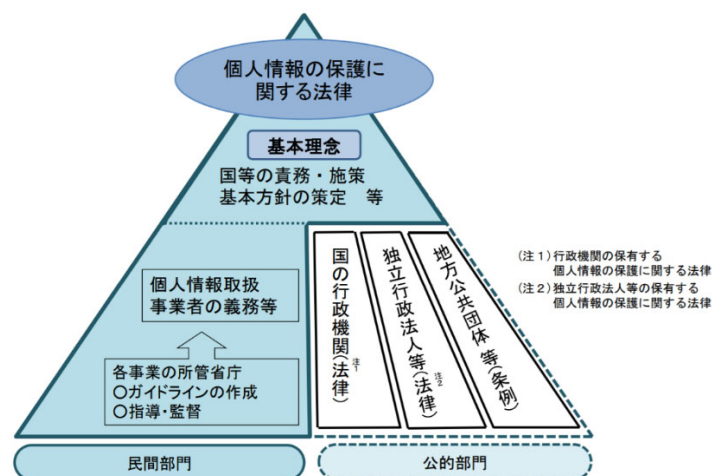 個人情報の保護に
関する法律
基本理念
国等の責務・施策
基本方針の策定　等
個人情報取扱
事業者の義務等
各事業の所管省庁
○ガイドラインの作成
○指導・監督
国の行政機関(法律)注1
独立行政法人等(法律)注2
地方公共団体 等(条例)
(注1)行政機関の保有する
個人情報の保護に関する法律
(注2)独立行政法人等の保有する
個人情報の保護に関する法律
民間部門
公的部門